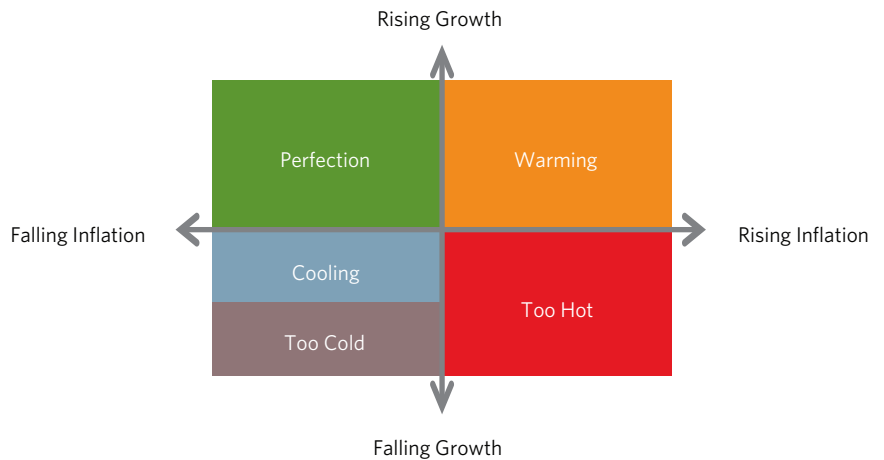 Rising Growth
Perfection
Warming
Falling Inflation
Rising Inflation
Cooling
Too Hot
Too Cold
Falling Growth